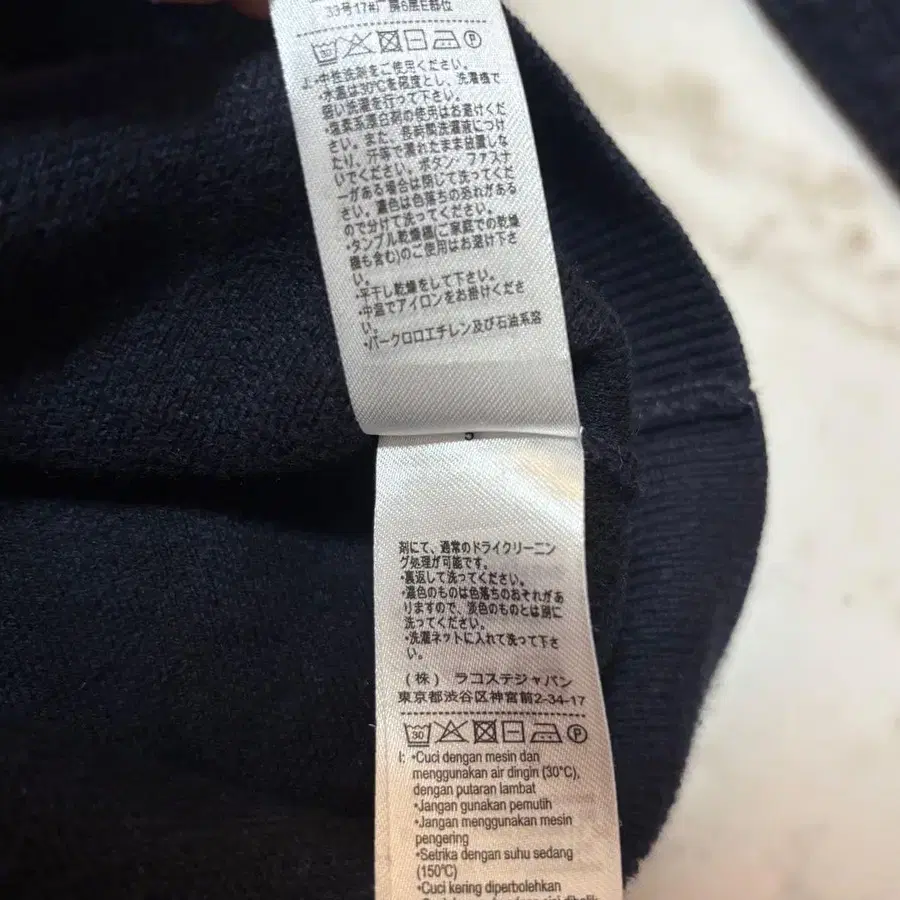 33号17#厂房6层E部位
30 P
J:・中性洗剤をご使用ください。
・水温は30℃を限度とし、洗濯機で
弱い洗濯を行って下さい。
・塩素系漂白剤の使用はお避けくだ
さい。また、長時間洗濯液につけ
たり、汗等で濡れたまま放置しな
いでください。ボタン・ファスナ
ーがある場合は閉じて洗ってくだ
さい。濃色は色落ちの恐れがある
ので分けて洗ってください。
・タンブル乾燥機(ご家庭での乾燥
機も含む)のご使用はお避け下さ
い。
・平干し乾燥をして下さい。
・中温でアイロンをお掛けくださ
い。
・パークロロエチレン及び石油系溶
5
剤にて、通常のドライクリーニン
グ処理が可能です。
・裏返して洗ってください。
・濃色のものは色落ちのおそれがあ
りますので、淡色のものとは別に
洗ってください。
・洗濯ネットに入れて洗って下さ
い。
(株) ラコステジャパン
東京都渋谷区神宮前2-34-17
30 P
I: •Cuci dengan mesin dan
menggunakan air dingin (30°C),
dengan putaran lambat
•Jangan gunakan pemutih
•Jangan menggunakan mesin
pengering
•Setrika dengan suhu sedang
(150°C)
•Cuci kering diperbolehkan